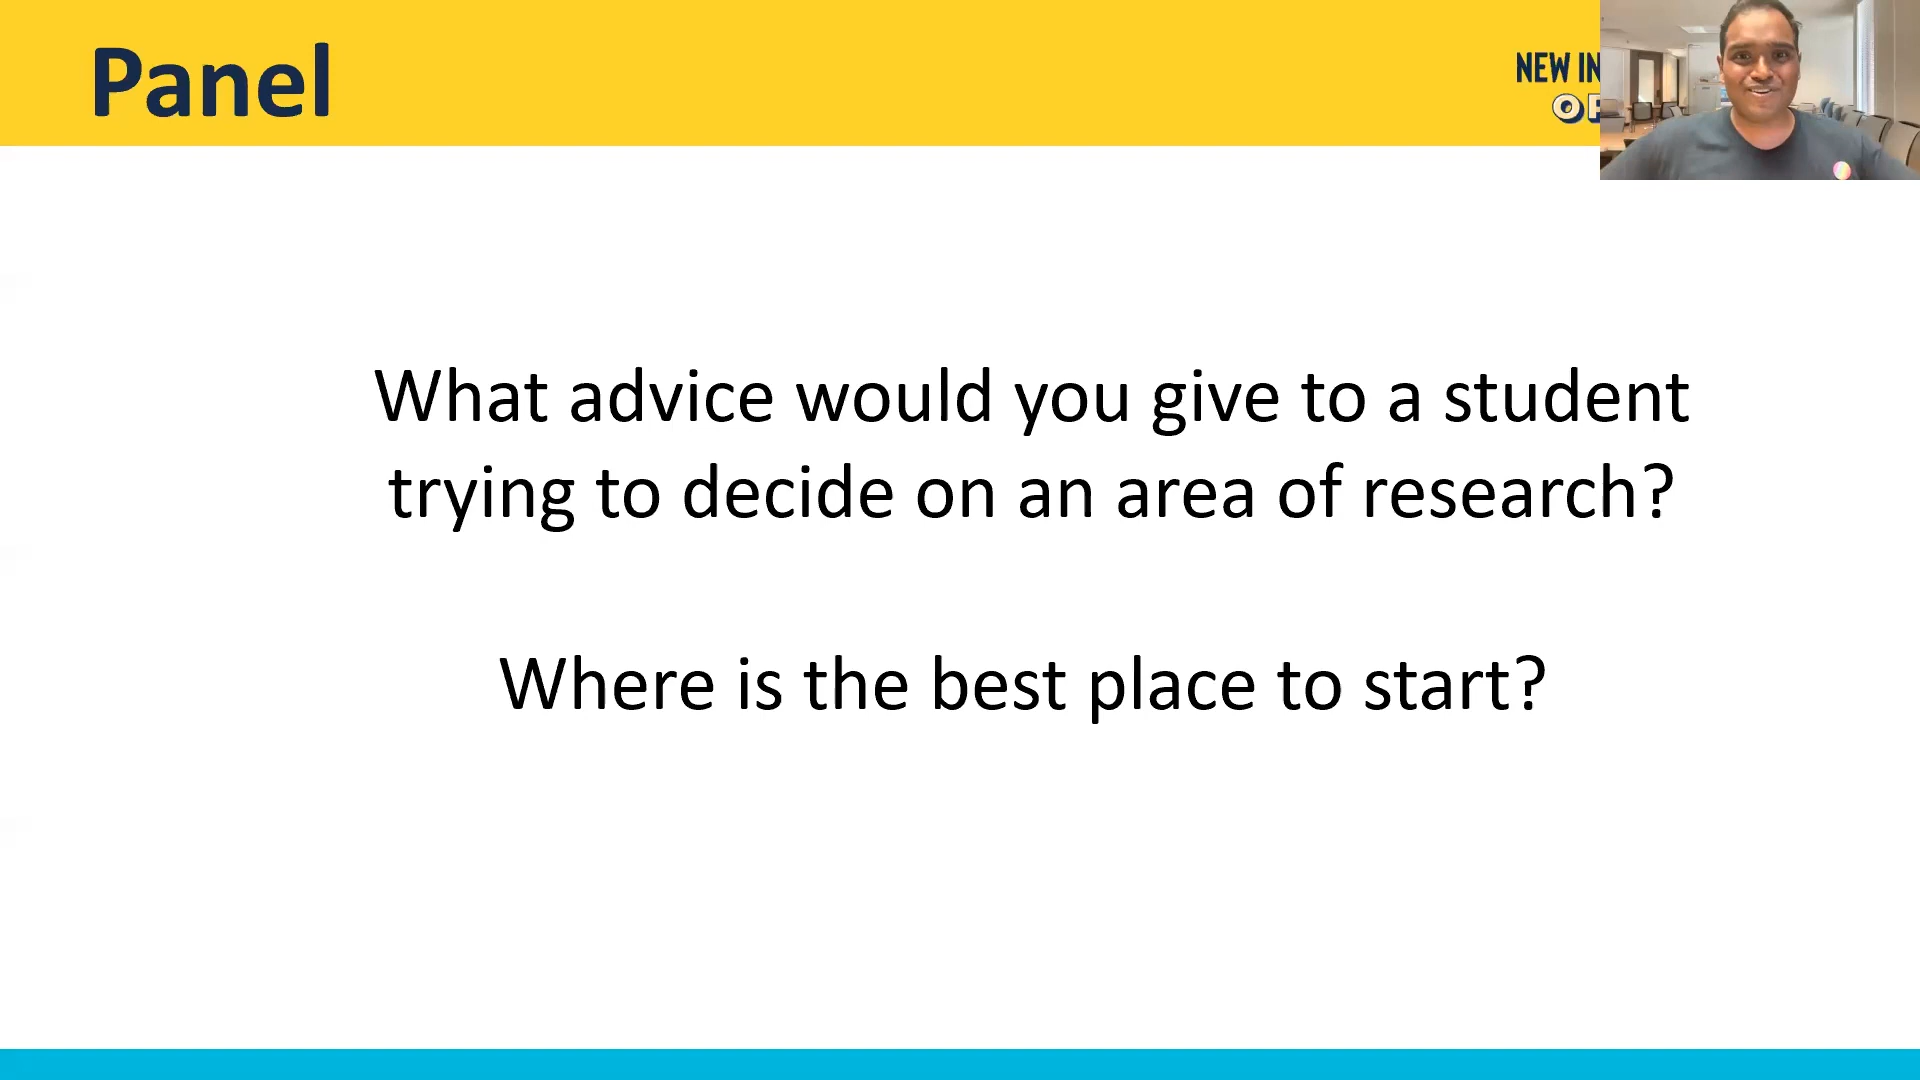 Panel
NEW IN
What advice would you give to a student
trying to decide on an area of research?
Where is the best place to start?